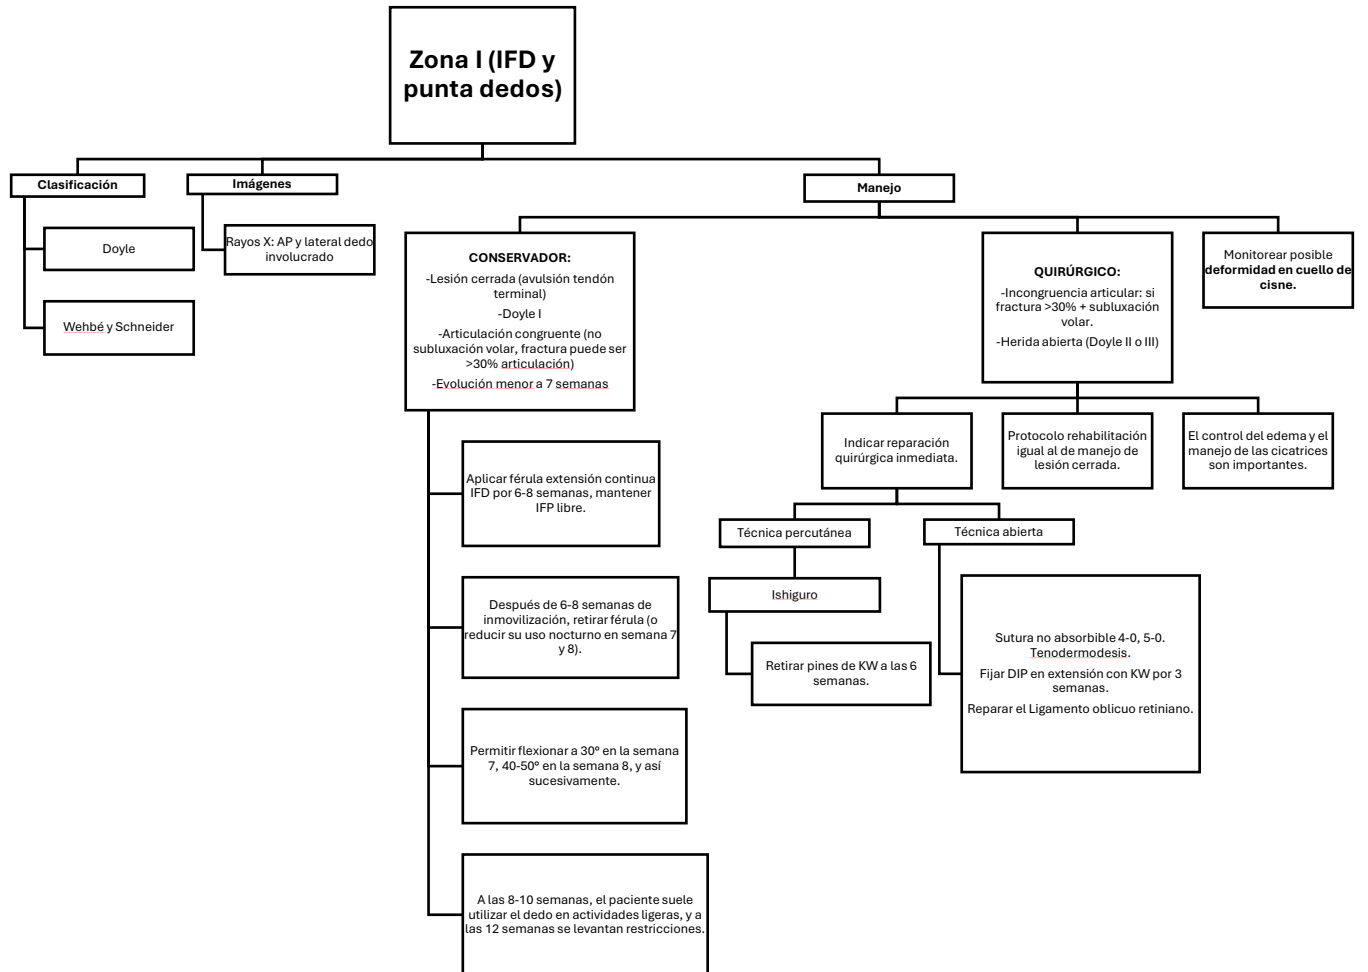 Zona I (IFD y
punta dedos)
Clasificación
Doyle
Wehbé y Schneider
Imágenes
Rayos X: AP y lateral dedo
involucrado
Manejo
CONSERVADOR:
-Lesión cerrada (avulsión tendón
terminal)
-Doyle I
-Articulación congruente (no
subluxación volar, fractura puede ser
>30% articulación)
-Evolución menor a 7 semanas
Aplicar férula extensión continua
IFD por 6-8 semanas, mantener
IFP libre.
Después de 6-8 semanas de
inmovilización, retirar férula (o
reducir su uso nocturno en semana 7
y 8).
Permitir flexionar a 30º en la semana
7, 40-50º en la semana 8, y así
sucesivamente.
A las 8-10 semanas, el paciente suele
utilizar el dedo en actividades ligeras, y a
las 12 semanas se levantan restricciones.
QUIRÚRGICO:
-Incongruencia articular: si
fractura >30% + subluxación
volar.
-Herida abierta (Doyle II o III)
Indicar reparación
quirúrgica inmediata.
Técnica percutánea
Ishiguro
Retirar pines de KW a las 6
semanas.
Técnica abierta
Sutura no absorbible 4-0, 5-0.
Tenodermodesis.
Fijar DIP en extensión con KW por 3
semanas.
Reparar el Ligamento oblicuo retiniano.
Protocolo rehabilitación
igual al de manejo de
lesión cerrada.
El control del edema y el
manejo de las cicatrices
son importantes.
Monitorear posible
deformidad en cuello de
cisne.